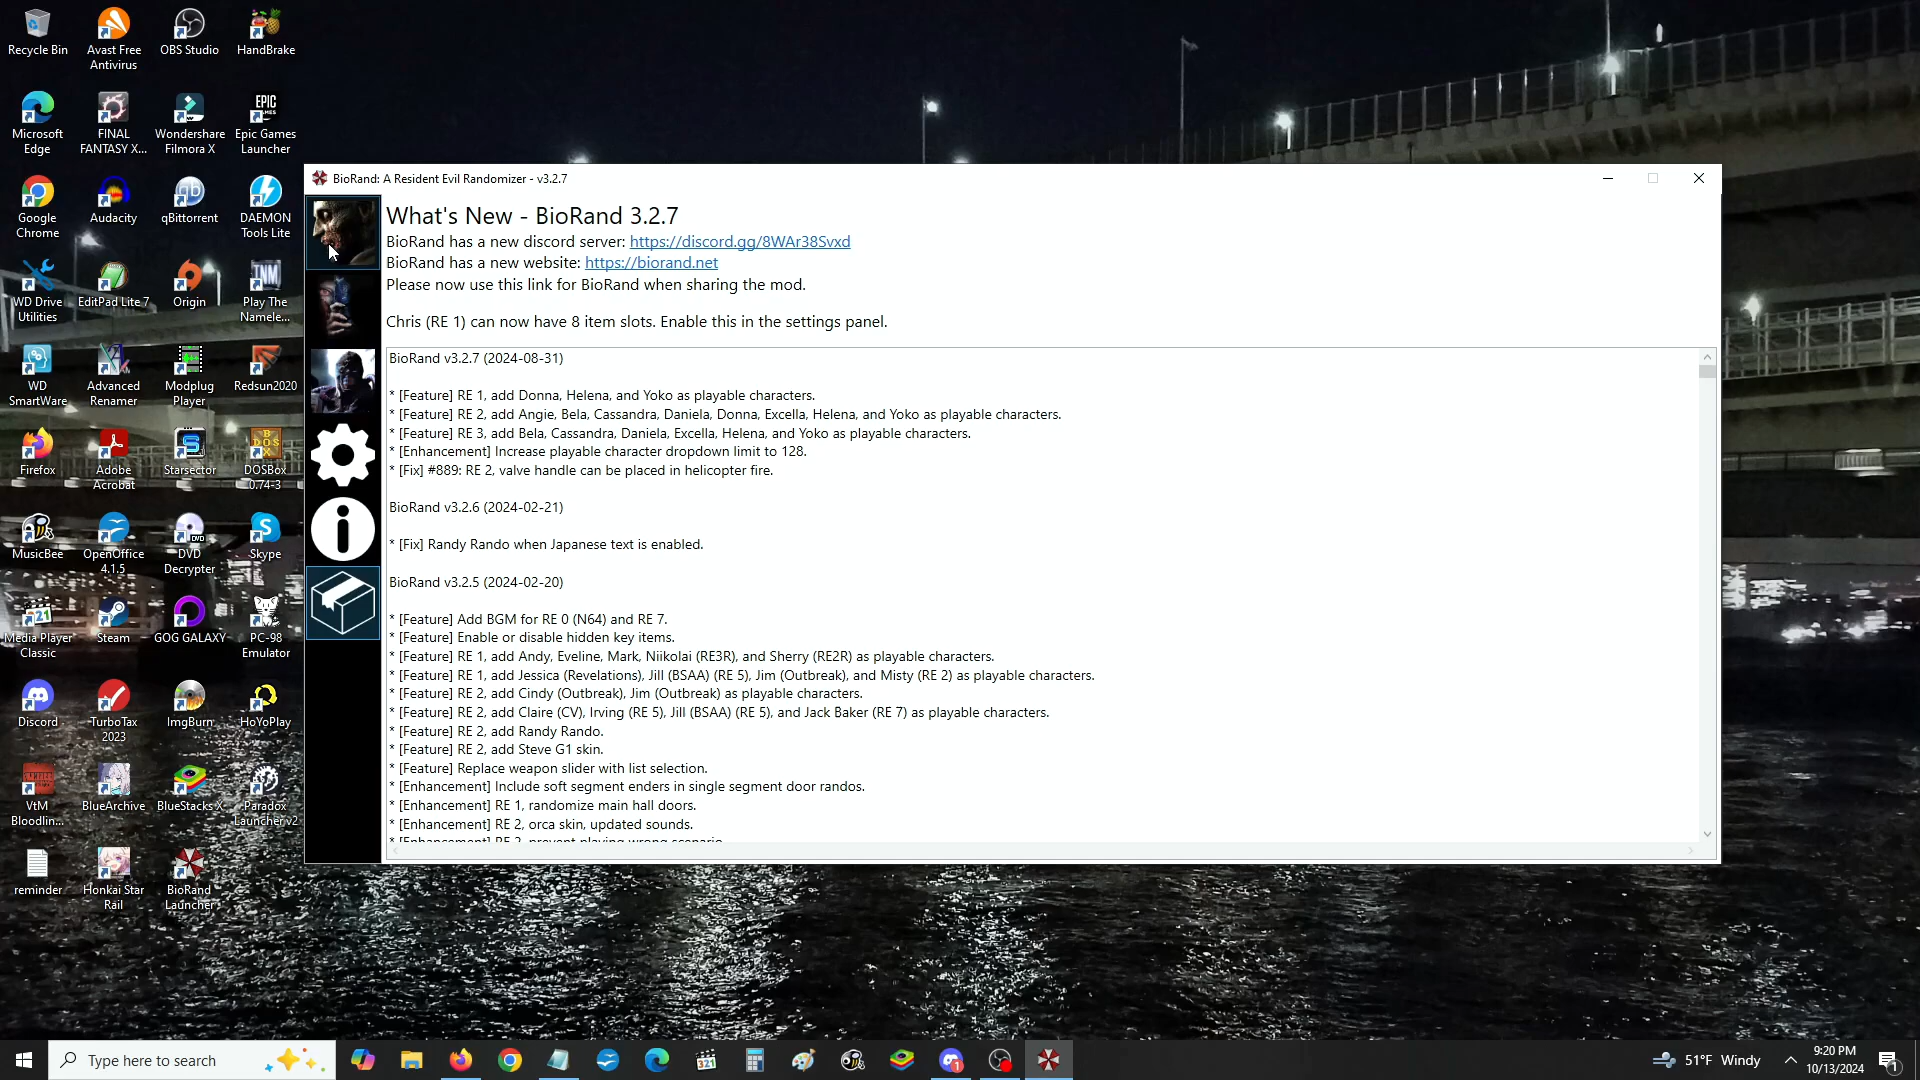 Recycle Bin
Avast Free
Antivirus
OBS Studio
HandBrake
Microsoft
Edge
FINAL
FANTASY X...
Wondershare
Filmora X
EPIC
GAMES
Epic Games
Launcher
Google
Chrome
Audacity
qb
qBittorrent
DAEMON
Tools Lite
WD Drive
Utilities
EditPad Lite 7
Origin
TNM
Play The
Namele...
WD
SmartWare
Advanced
Renamer
Modplug
Player
Redsun2020
Firefox
Adobe
Acrobat
Starsector
DOSBox
0.74-3
MusicBee
OpenOffice
4.1.5
DVD
DVD
Decrypter
Skype
321
Media Player
Classic
Steam
GOG GALAXY
PC-98
Emulator
Discord
TurboTax
2023
ImgBurn
HoYoPlay
VtM
Bloodlin...
BlueArchive
BlueStacks X
Paradox
Launcher v2
reminder
Honkai Star
Rail
BioRand
Launcher
BioRand: A Resident Evil Randomizer - v3.2.7
What's New - BioRand 3.2.7
BioRand has a new discord server: https://discord.gg/8WAr38Svxd
BioRand has a new website: https://biorand.net
Please now use this link for BioRand when sharing the mod.
Chris (RE 1) can now have 8 item slots. Enable this in the settings panel.
BioRand v3.2.7 (2024-08-31)
* [Feature] RE 1, add Donna, Helena, and Yoko as playable characters.
* [Feature] RE 2, add Angie, Bela, Cassandra, Daniela, Donna, Excella, Helena, and Yoko as playable characters.
* [Feature] RE 3, add Bela, Cassandra, Daniela, Excella, Helena, and Yoko as playable characters.
* [Enhancement] Increase playable character dropdown limit to 128.
* [Fix] #889: RE 2, valve handle can be placed in helicopter fire.
BioRand v3.2.6 (2024-02-21)
* [Fix] Randy Rando when Japanese text is enabled.
BioRand v3.2.5 (2024-02-20)
* [Feature] Add BGM for RE 0 (N64) and RE 7.
* [Feature] Enable or disable hidden key items.
* [Feature] RE 1, add Andy, Eveline, Mark, Niikolai (RE3R), and Sherry (RE2R) as playable characters.
* [Feature] RE 1, add Jessica (Revelations), Jill (BSAA) (RE 5), Jim (Outbreak), and Misty (RE 2) as playable characters.
* [Feature] RE 2, add Cindy (Outbreak), Jim (Outbreak) as playable characters.
* [Feature] RE 2, add Claire (CV), Irving (RE 5), Jill (BSAA) (RE 5), and Jack Baker (RE 7) as playable characters.
* [Feature] RE 2, add Randy Rando.
* [Feature] RE 2, add Steve G1 skin.
* [Feature] Replace weapon slider with list selection.
* [Enhancement] Include soft segment enders in single segment door randos.
* [Enhancement] RE 1, randomize main hall doors.
* [Enhancement] RE 2, orca skin, updated sounds.
* [Enhancement] RE 2, prevent playing wrong scenario.
Type here to search
321
1
51°F Windy
9:20 PM
10/13/2024
1